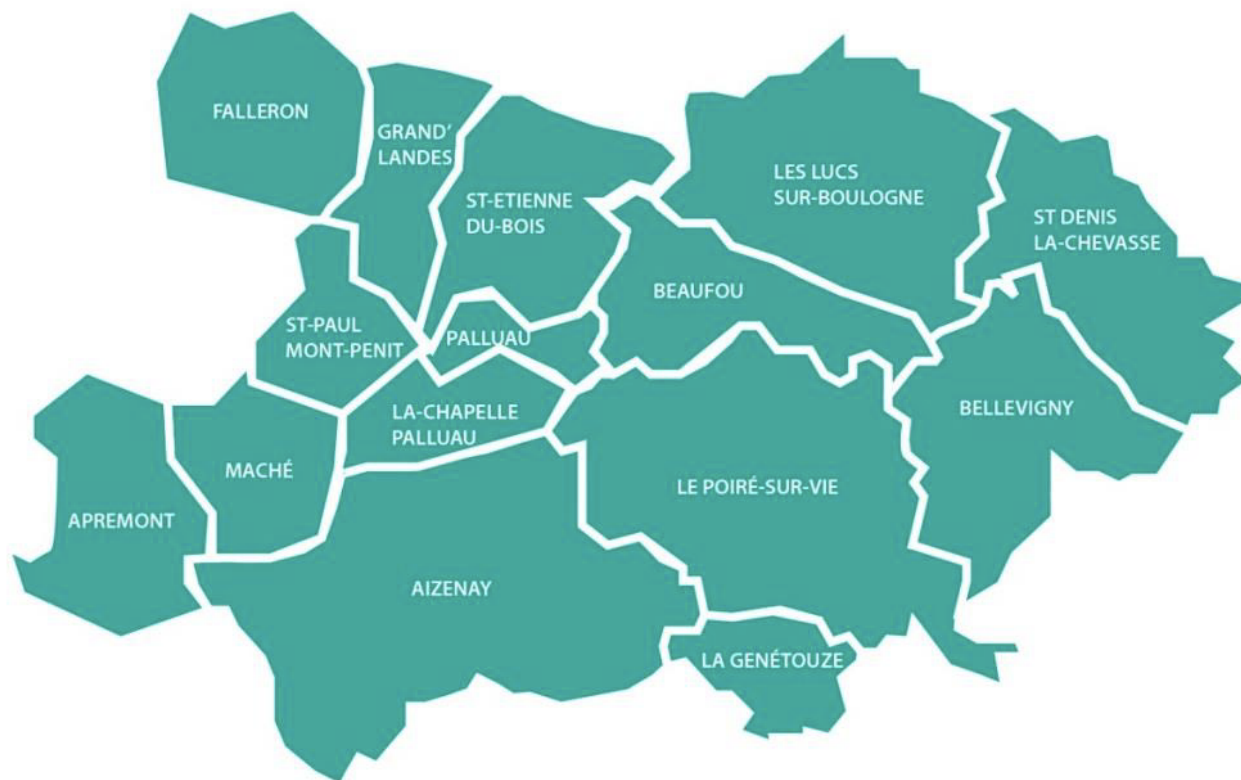 FALLERON
GRAND'
LANDES
ST-ETIENNE
DU-BOIS
LES LUCS
SUR-BOULOGNE
ST DENIS
LA-CHEVASSE
BEAUFOU
ST-PAUL
MONT-PENIT
PALLUAU
LA-CHAPELLE
PALLUAU
BELLEVIGNY
MACHÉ
LE POIRÉ-SUR-VIE
APREMONT
AIZENAY
LA GENÉTOUZE